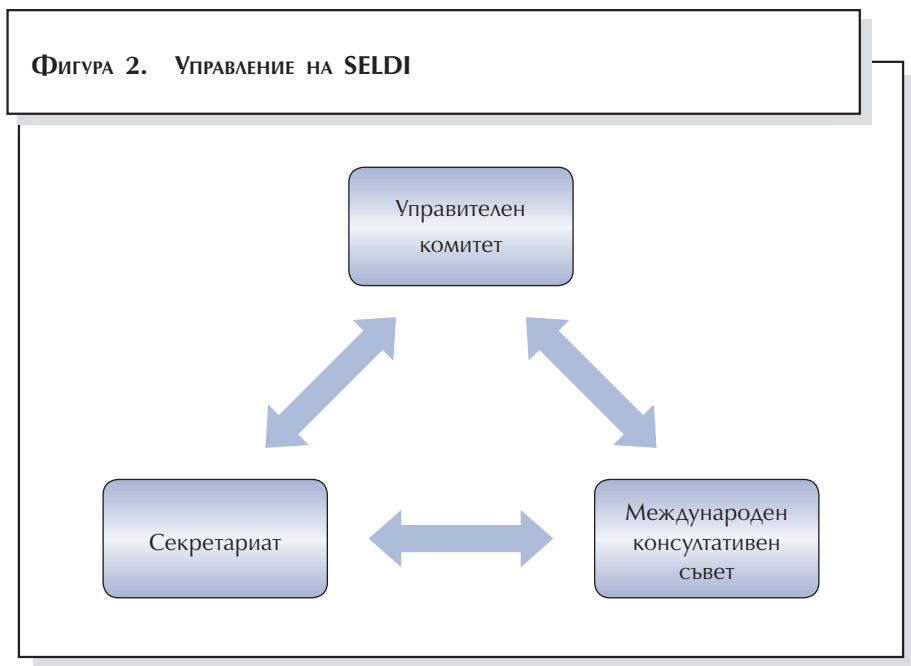 Фигура 2. Управление на SELDI
Управителен
комитет
Секретариат
Международен
консултативен
съвет